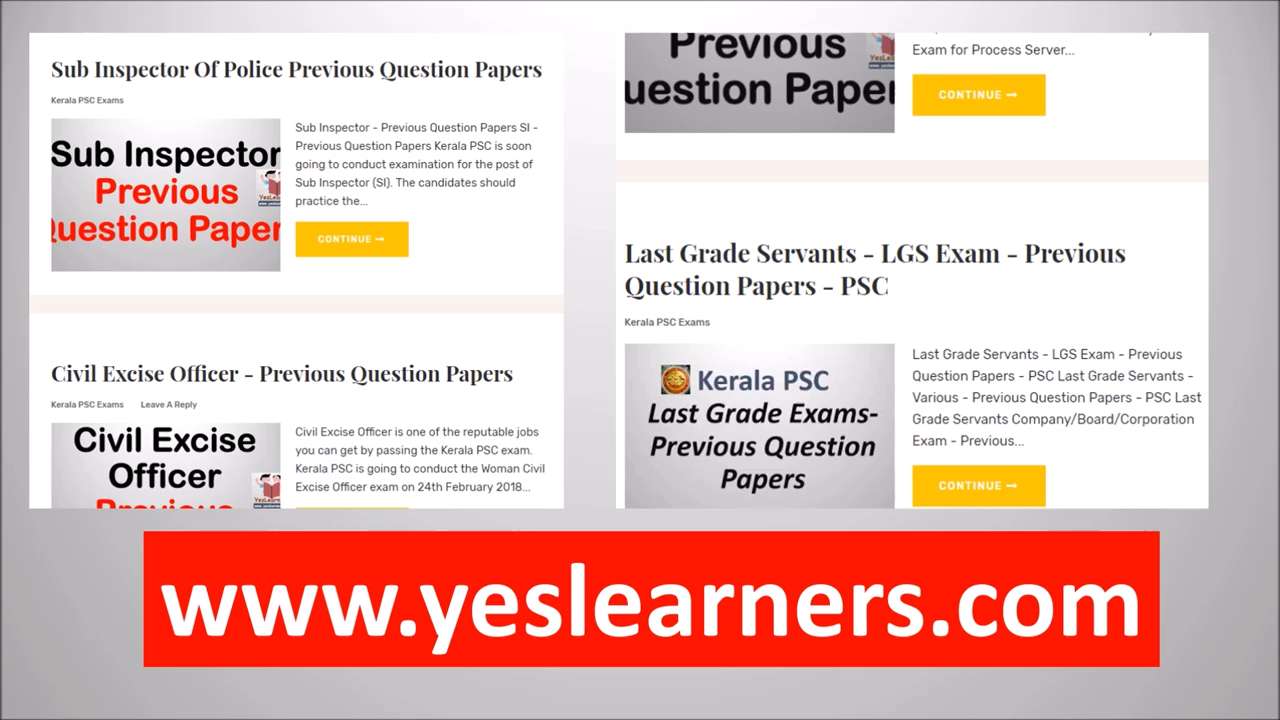 Sub Inspector Of Police Previous Question Papers
Kerala PSC Exams
Sub Inspector
Previous
Question Paper
Sub Inspector - Previous Question Papers SI -
Previous Question Papers Kerala PSC is soon
going to conduct examination for the post of
Sub Inspector (SI). The candidates should
practice the...
CONTINUE
Civil Excise Officer - Previous Question Papers
Kerala PSC Exams Leave A Reply
Civil Excise
Officer
Previous
YesLearn
Civil Excise Officer is one of the reputable jobs
you can get by passing the Kerala PSC exam.
Kerala PSC is going to conduct the Woman Civil
Excise Officer exam on 24th February 2018...
Previous
uestion Paper
Exam for Process Server...
CONTINUE
Last Grade Servants - LGS Exam - Previous
Question Papers - PSC
Kerala PSC Exams
Kerala PSC
Last Grade Exams-
Previous Question
Papers
Last Grade Servants - LGS Exam - Previous
Question Papers - PSC Last Grade Servants -
Various - Previous Question Papers - PSC Last
Grade Servants Company/Board/Corporation
Exam - Previous...
CONTINUE
www.yeslearners.com